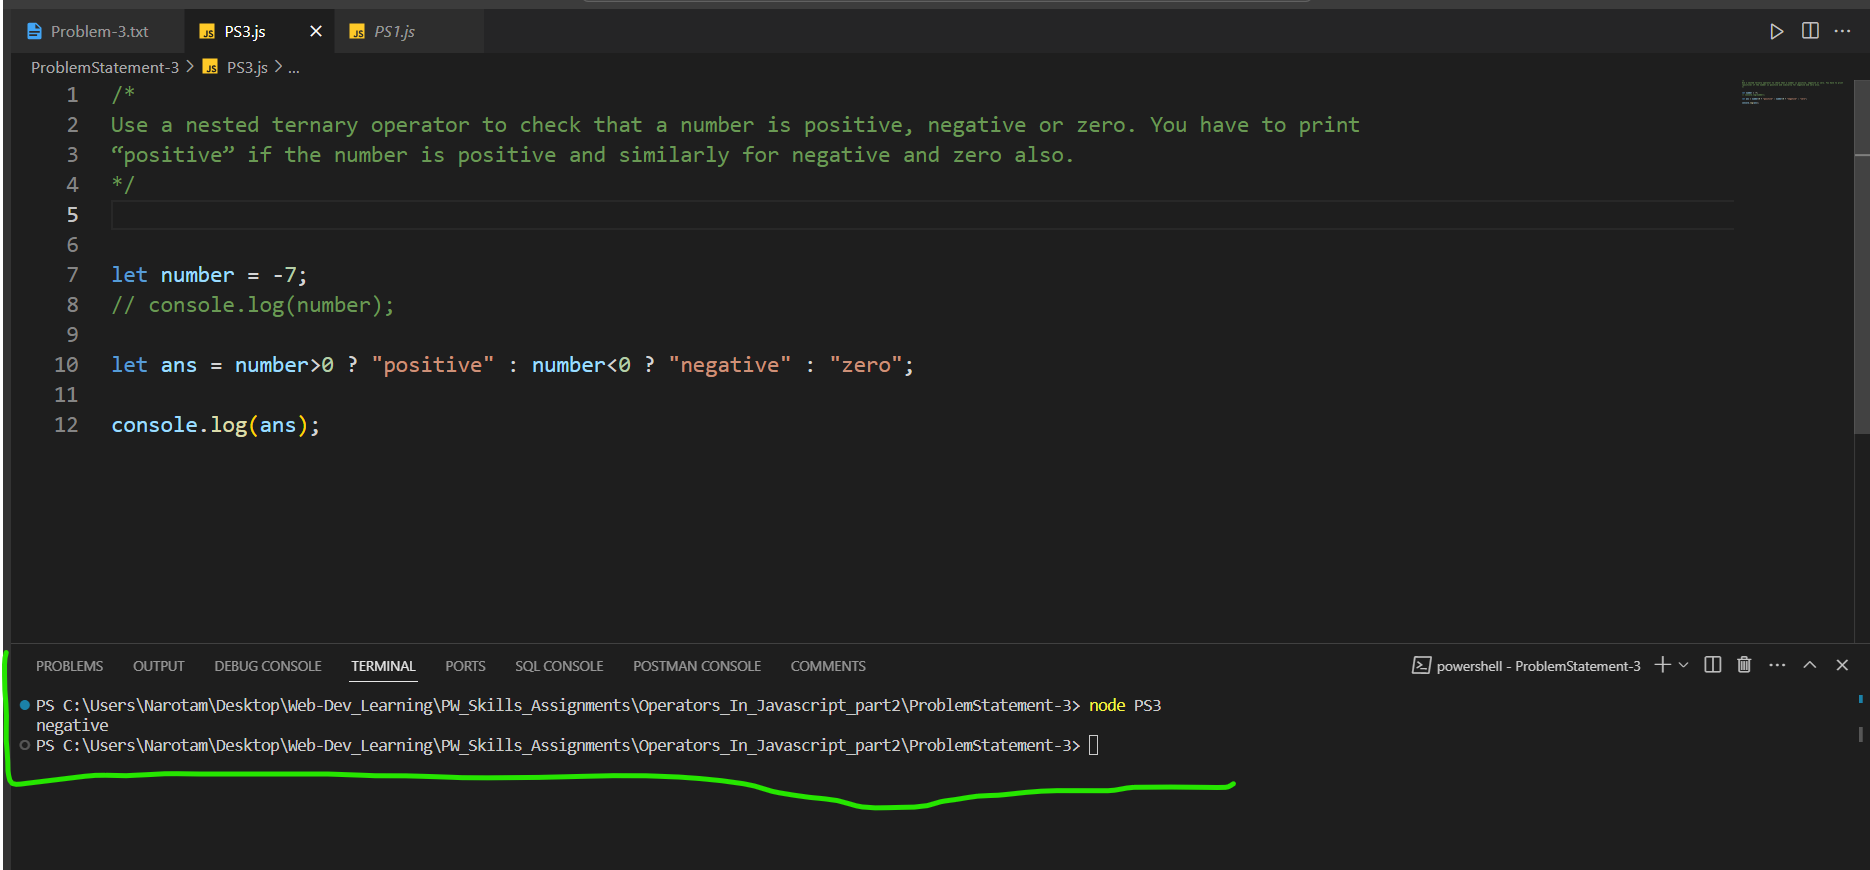 Problem-3.txt
JS PS3.js
JS PS1.js
ProblemStatement-3 > JS PS3.js > ...
1 /*
2 Use a nested ternary operator to check that a number is positive, negative or zero. You have to print
3 “positive” if the number is positive and similarly for negative and zero also.
4 */
5
6
7 let number = -7;
8 // console.log(number);
9
10 let ans = number>0 ? "positive" : number<0 ? "negative" : "zero";
11
12 console.log(ans);
PROBLEMS OUTPUT DEBUG CONSOLE TERMINAL PORTS SQL CONSOLE POSTMAN CONSOLE COMMENTS
powershell - ProblemStatement-3
PS C:\Users\Narotam\Desktop\Web-Dev_Learning\PW_Skills_Assignments\Operators_In_Javascript_part2\ProblemStatement-3> node PS3
negative
PS C:\Users\Narotam\Desktop\Web-Dev_Learning\PW_Skills_Assignments\Operators_In_Javascript_part2\ProblemStatement-3>